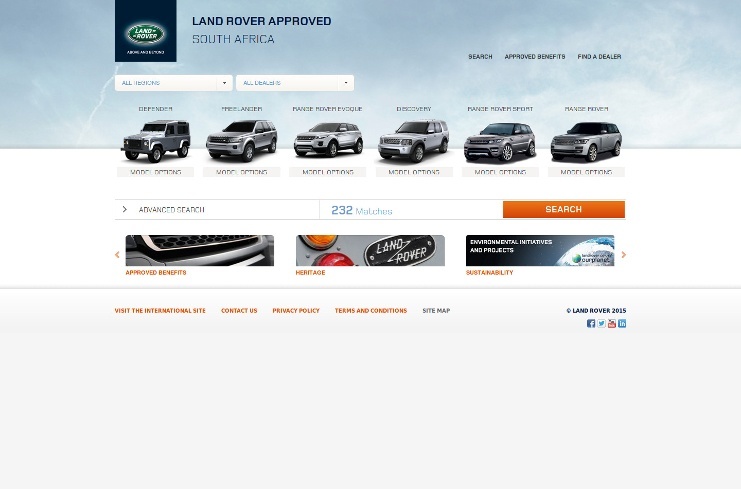 LAND ROVER
ABOVE AND BEYOND
LAND ROVER APPROVED
SOUTH AFRICA
SEARCH APPROVED BENEFITS FIND A DEALER
ALL REGIONS ALL DEALERS
DEFENDER FREELANDER RANGE ROVER EVOQUE DISCOVERY RANGE ROVER SPORT RANGE ROVER
MODEL OPTIONS MODEL OPTIONS MODEL OPTIONS MODEL OPTIONS MODEL OPTIONS MODEL OPTIONS
ADVANCED SEARCH 232 Matches SEARCH
LAND ROVER
ENVIRONMENTAL INITIATIVES
AND PROJECTS
ourplanet
APPROVED BENEFITS HERITAGE SUSTAINABILITY
VISIT THE INTERNATIONAL SITE CONTACT US PRIVACY POLICY TERMS AND CONDITIONS SITE MAP © LAND ROVER 2015